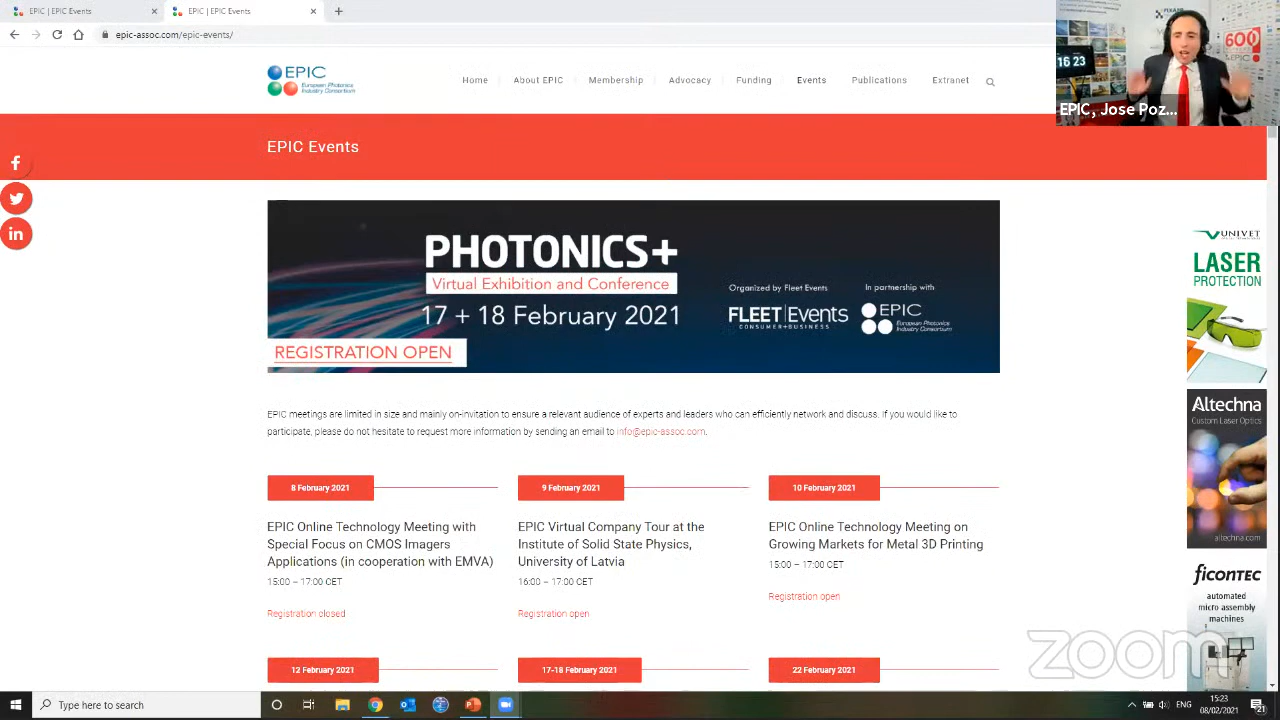 EPIC | EPIC Events
EPIC | EPIC Events
epic-assoc.com/epic-events/
EPIC
European Photonics
Industry Consortium
Home
About EPIC
Membership
Advocacy
Funding
Events
Publications
Extranet
16 23
600
EPIC
EPIC, Jose Poz...
EPIC Events
PHOTONICS+
Virtual Exhibition and Conference
17 + 18 February 2021
REGISTRATION OPEN
Organized by Fleet Events
FLEET|Events
CONSUMER+BUSINESS
In partnership with
EPIC
European Photonics
Industry Consortium
UNIVET
LASER
PROTECTION
EPIC meetings are limited in size and mainly on-invitation to ensure a relevant audience of experts and leaders who can efficiently network and discuss. If you would like to
participate, please do not hesitate to request more information by sending an email to info@epic-assoc.com.
Altechna
Custom Laser Optics
altechna.com
8 February 2021
EPIC Online Technology Meeting with
Special Focus on CMOS Imagers
Applications (in cooperation with EMVA)
15:00 – 17:00 CET
Registration closed
9 February 2021
EPIC Virtual Company Tour at the
Institute of Solid State Physics,
University of Latvia
16:00 – 17:00 CET
Registration open
10 February 2021
EPIC Online Technology Meeting on
Growing Markets for Metal 3D Printing
15:00 – 17:00 CET
Registration open
ficonTEC
automated
micro assembly
machines
12 February 2021
17-18 February 2021
22 February 2021
zoom
Type here to search
ENG
15:23
08/02/2021
21